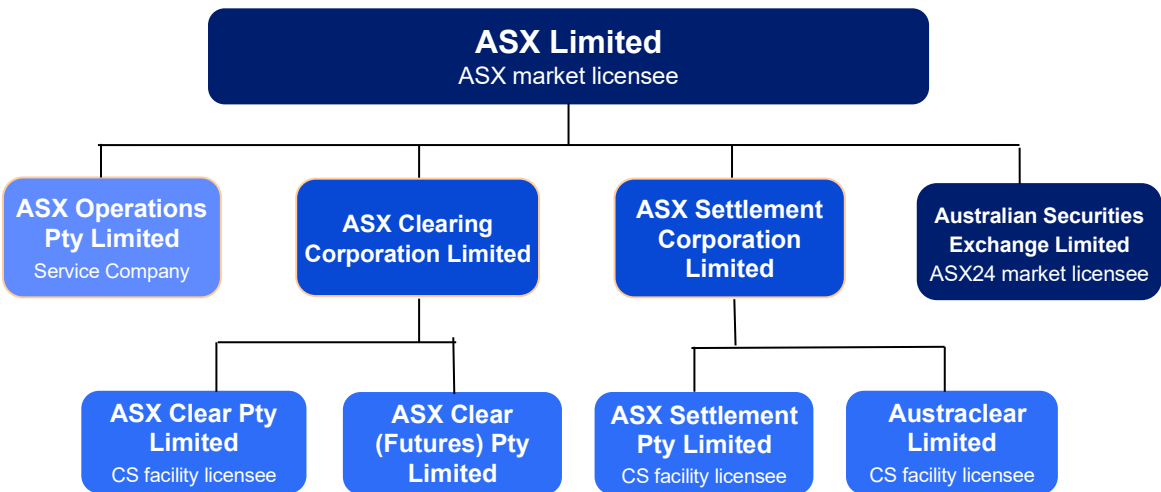 ASX Limited
ASX market licensee
ASX Operations
Pty Limited
Service Company
ASX Clearing
Corporation Limited
ASX Settlement
Corporation
Limited
Australian Securities
Exchange Limited
ASX24 market licensee
ASX Clear Pty
Limited
CS facility licensee
ASX Clear
(Futures) Pty
Limited
ASX Settlement
Pty Limited
CS facility licensee
Austraclear
Limited
CS facility licensee